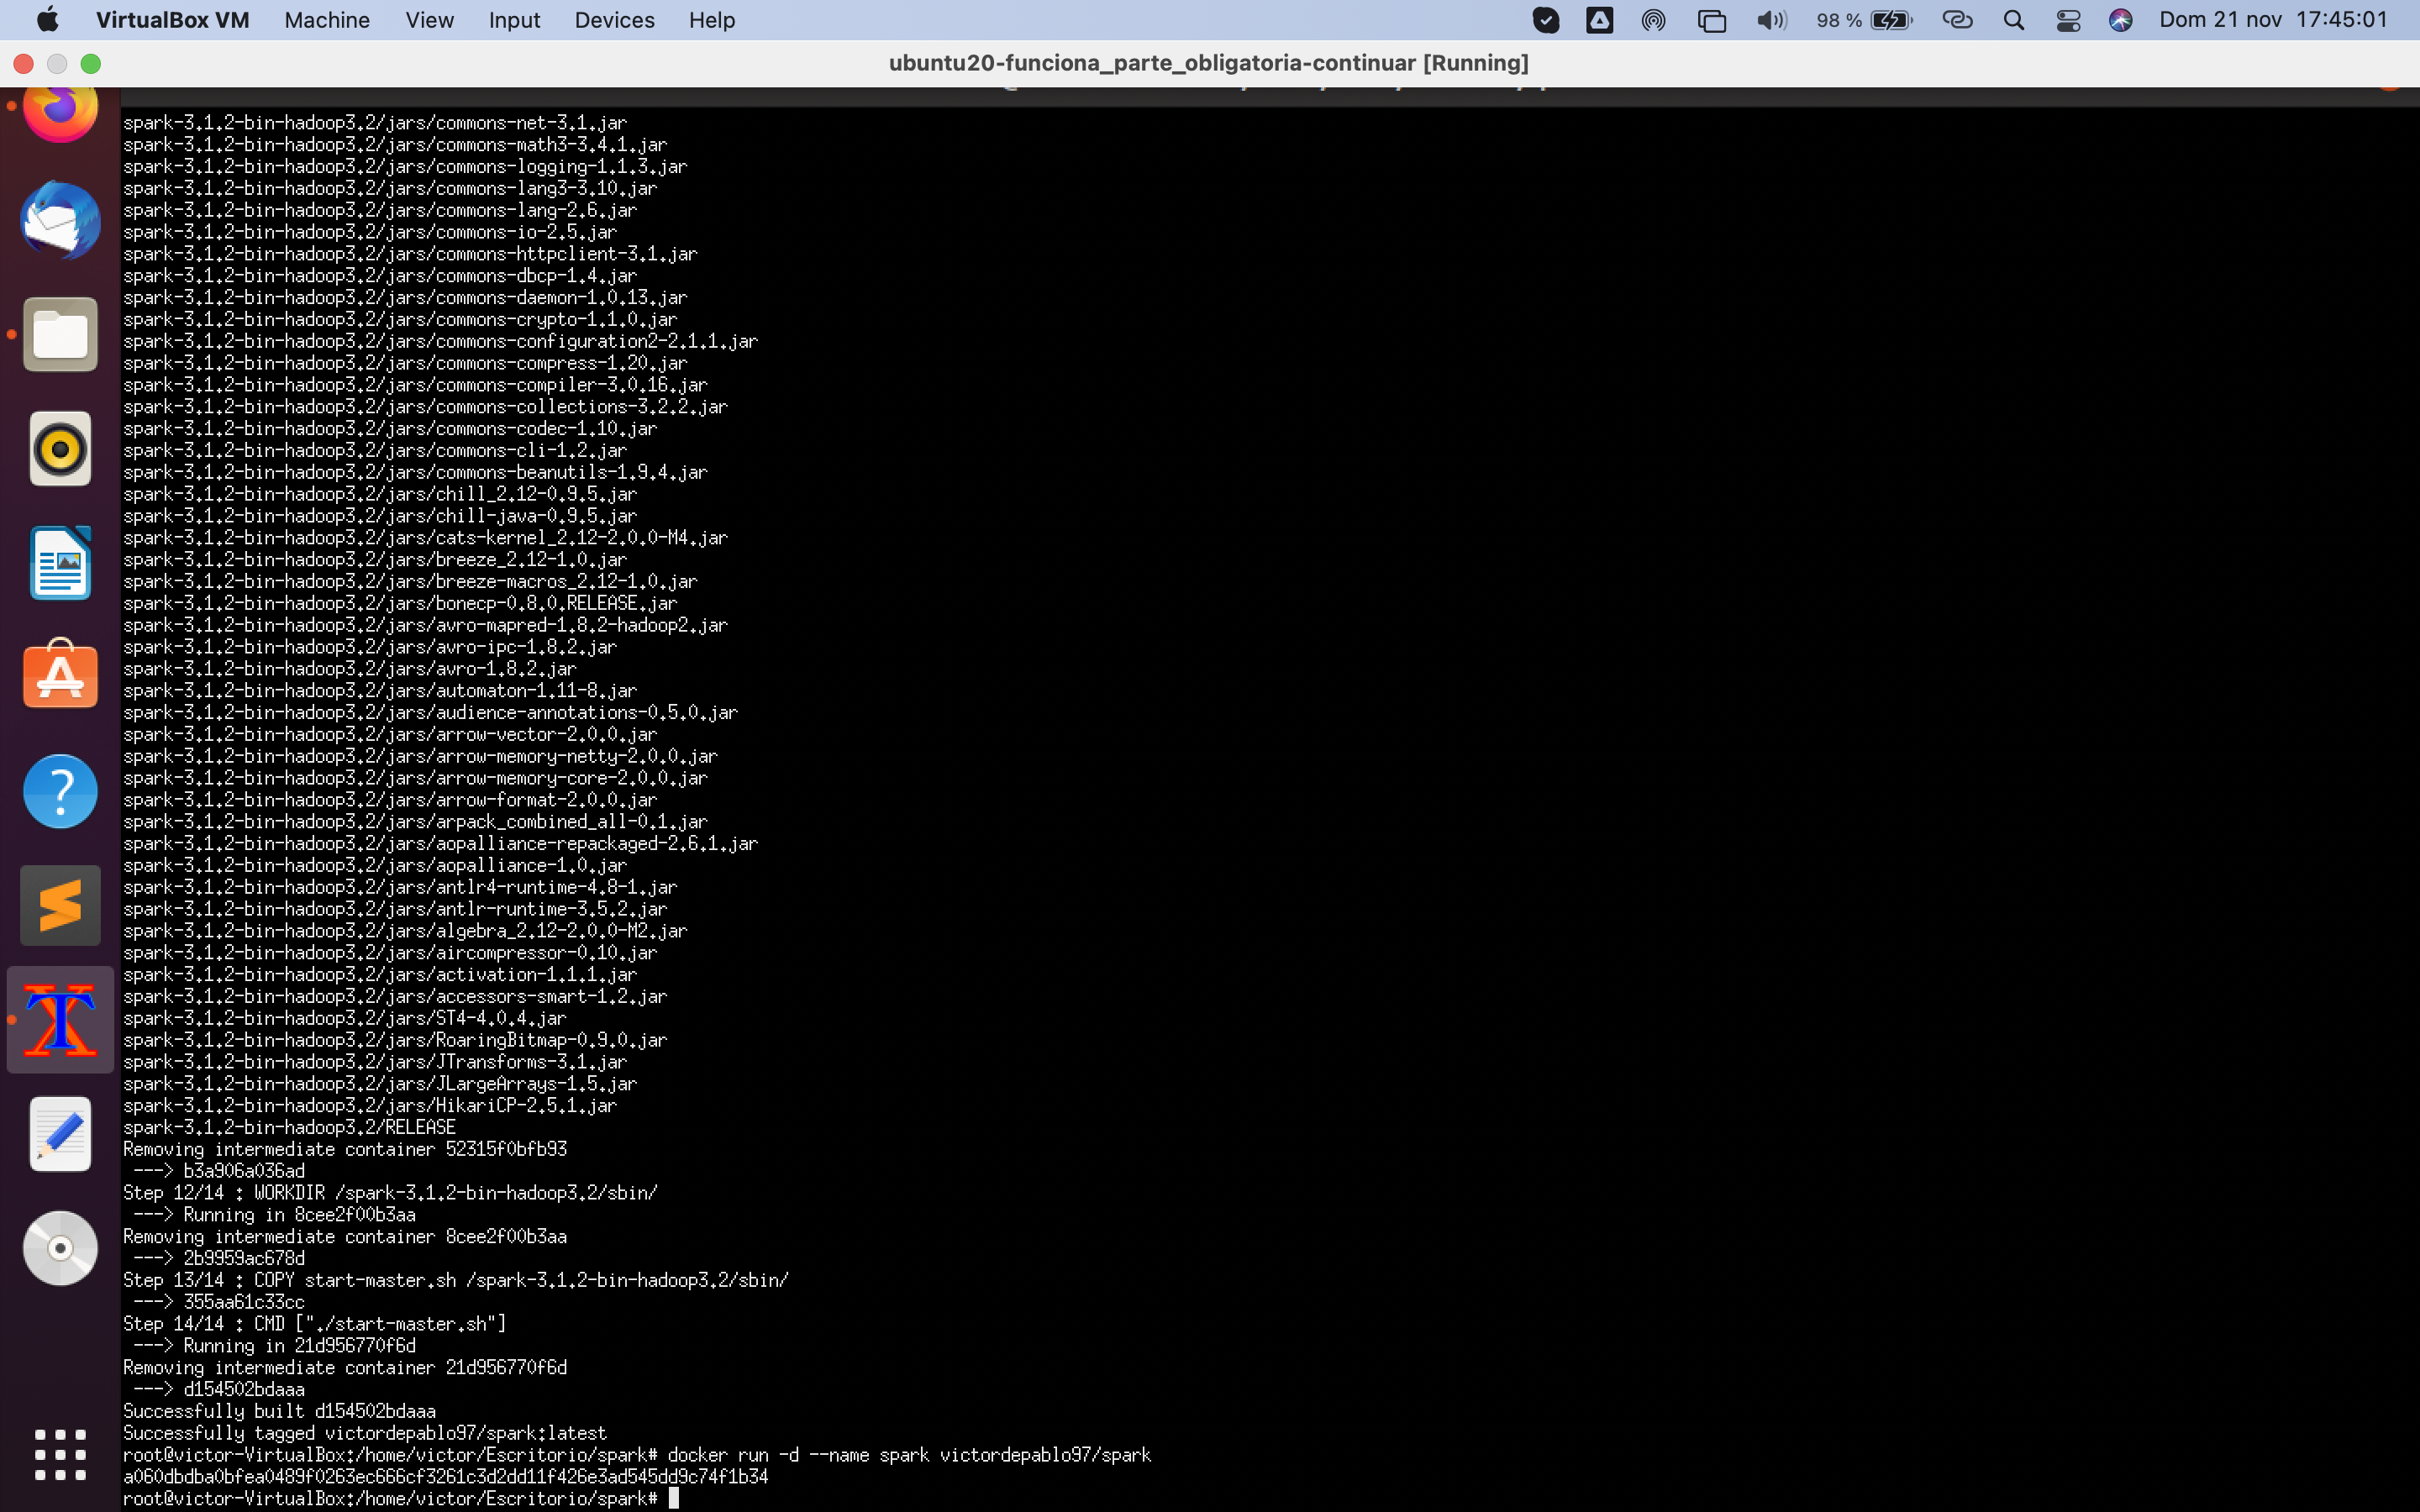 VirtualBox VM Machine View Input Devices Help 98 % Dom 21 nov 17:45:01
ubuntu20-funciona_parte_obligatoria-continuar [Running]
spark-3.1.2-bin-hadoop3.2/jars/commons-net-3.1.jar
spark-3.1.2-bin-hadoop3.2/jars/commons-math3-3.4.1.jar
spark-3.1.2-bin-hadoop3.2/jars/commons-logging-1.1.3.jar
spark-3.1.2-bin-hadoop3.2/jars/commons-lang3-3.10.jar
spark-3.1.2-bin-hadoop3.2/jars/commons-lang-2.6.jar
spark-3.1.2-bin-hadoop3.2/jars/commons-io-2.5.jar
spark-3.1.2-bin-hadoop3.2/jars/commons-httpclient-3.1.jar
spark-3.1.2-bin-hadoop3.2/jars/commons-dbcp-1.4.jar
spark-3.1.2-bin-hadoop3.2/jars/commons-daemon-1.0.13.jar
spark-3.1.2-bin-hadoop3.2/jars/commons-crypto-1.1.0.jar
spark-3.1.2-bin-hadoop3.2/jars/commons-configuration2-2.1.1.jar
spark-3.1.2-bin-hadoop3.2/jars/commons-compress-1.20.jar
spark-3.1.2-bin-hadoop3.2/jars/commons-compiler-3.0.16.jar
spark-3.1.2-bin-hadoop3.2/jars/commons-collections-3.2.2.jar
spark-3.1.2-bin-hadoop3.2/jars/commons-codec-1.10.jar
spark-3.1.2-bin-hadoop3.2/jars/commons-cli-1.2.jar
spark-3.1.2-bin-hadoop3.2/jars/commons-beanutils-1.9.4.jar
spark-3.1.2-bin-hadoop3.2/jars/chill_2.12-0.9.5.jar
spark-3.1.2-bin-hadoop3.2/jars/chill-java-0.9.5.jar
spark-3.1.2-bin-hadoop3.2/jars/cats-kernel_2.12-2.0.0-M4.jar
spark-3.1.2-bin-hadoop3.2/jars/breeze_2.12-1.0.jar
spark-3.1.2-bin-hadoop3.2/jars/breeze-macros_2.12-1.0.jar
spark-3.1.2-bin-hadoop3.2/jars/bonecp-0.8.0.RELEASE.jar
spark-3.1.2-bin-hadoop3.2/jars/avro-mapred-1.8.2-hadoop2.jar
spark-3.1.2-bin-hadoop3.2/jars/avro-ipc-1.8.2.jar
spark-3.1.2-bin-hadoop3.2/jars/avro-1.8.2.jar
spark-3.1.2-bin-hadoop3.2/jars/automaton-1.11-8.jar
spark-3.1.2-bin-hadoop3.2/jars/audience-annotations-0.5.0.jar
spark-3.1.2-bin-hadoop3.2/jars/arrow-vector-2.0.0.jar
spark-3.1.2-bin-hadoop3.2/jars/arrow-memory-netty-2.0.0.jar
spark-3.1.2-bin-hadoop3.2/jars/arrow-memory-core-2.0.0.jar
spark-3.1.2-bin-hadoop3.2/jars/arrow-format-2.0.0.jar
spark-3.1.2-bin-hadoop3.2/jars/arpack_combined_all-0.1.jar
spark-3.1.2-bin-hadoop3.2/jars/aopalliance-repackaged-2.6.1.jar
spark-3.1.2-bin-hadoop3.2/jars/aopalliance-1.0.jar
spark-3.1.2-bin-hadoop3.2/jars/antlr4-runtime-4.8-1.jar
spark-3.1.2-bin-hadoop3.2/jars/antlr-runtime-3.5.2.jar
spark-3.1.2-bin-hadoop3.2/jars/algebra_2.12-2.0.0-M2.jar
spark-3.1.2-bin-hadoop3.2/jars/aircompressor-0.10.jar
spark-3.1.2-bin-hadoop3.2/jars/activation-1.1.1.jar
spark-3.1.2-bin-hadoop3.2/jars/accessors-smart-1.2.jar
spark-3.1.2-bin-hadoop3.2/jars/ST4-4.0.4.jar
spark-3.1.2-bin-hadoop3.2/jars/RoaringBitmap-0.9.0.jar
spark-3.1.2-bin-hadoop3.2/jars/JTransforms-3.1.jar
spark-3.1.2-bin-hadoop3.2/jars/JLargeArrays-1.5.jar
spark-3.1.2-bin-hadoop3.2/jars/HikariCP-2.5.1.jar
spark-3.1.2-bin-hadoop3.2/RELEASE
Removing intermediate container 52315f0bfb93
 ---> b3a906a036ad
Step 12/14 : WORKDIR /spark-3.1.2-bin-hadoop3.2/sbin/
 ---> Running in 8cee2f00b3aa
Removing intermediate container 8cee2f00b3aa
 ---> 2b9959ac678d
Step 13/14 : COPY start-master.sh /spark-3.1.2-bin-hadoop3.2/sbin/
 ---> 355aa61c33cc
Step 14/14 : CMD ["./start-master.sh"]
 ---> Running in 21d956770f6d
Removing intermediate container 21d956770f6d
 ---> d154502bdaaa
Successfully built d154502bdaaa
Successfully tagged victordepablo97/spark:latest
root@victor-VirtualBox:/home/victor/Escritorio/spark# docker run -d --name spark victordepablo97/spark
a060dbdba0bfea0489f0263ec666cf3261c3d2dd11f426e3ad545dd9c74f1b34
root@victor-VirtualBox:/home/victor/Escritorio/spark#